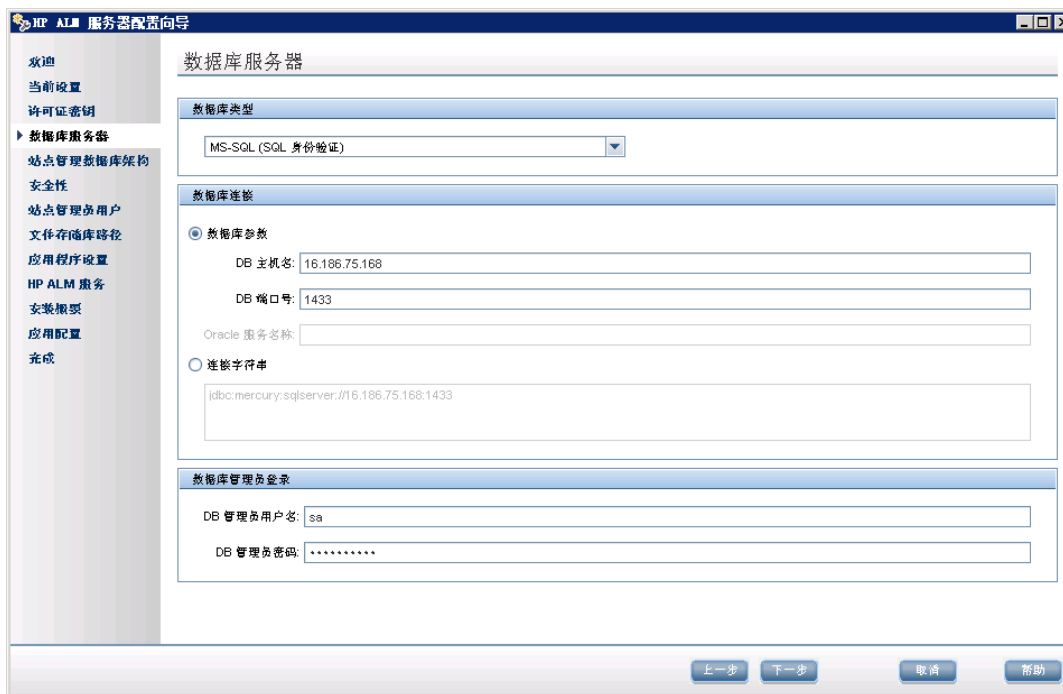 HP ALM 服务器配置向导
欢迎
当前设置
许可证密钥
数据库服务器
站点管理数据库架构
安全性
站点管理员用户
文件存储库路径
应用程序设置
HP ALM 服务
安装概要
应用配置
完成
数据库服务器
数据库类型
MS-SQL (SQL 身份验证)
数据库连接
数据库参数
DB 主机名: 16.186.75.168
DB 端口号: 1433
Oracle 服务名称:
连接字符串
jdbc:mercury:sqlserver://16.186.75.168:1433
数据库管理员登录
DB 管理员用户名: sa
DB 管理员密码: **********
上一步 下一步 取消 帮助